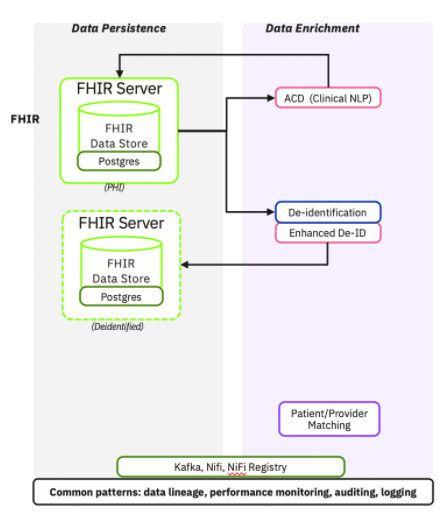 Data Persistence
Data Enrichment
FHIR Server
ACD (Clinical NLP)
FHIR
FHIR
Data Store
Postgres
(PHI)
De-identification
Enhanced De-ID
FHIR Server
FHIR
Data Store
Postgres
(Deidentified)
Patient/Provider
Matching
Kafka, Nifi, NiFi Registry
Common patterns: data lineage, performance monitoring, auditing, logging